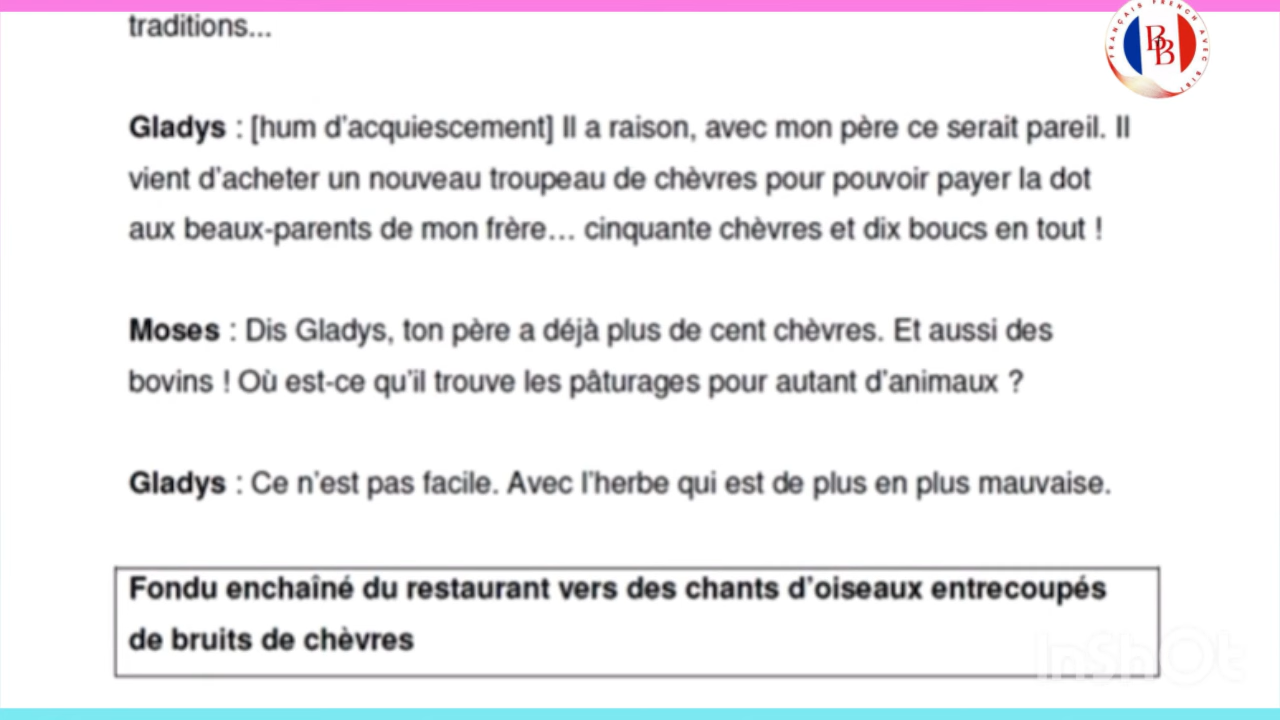 traditions...
Gladys : [hum d'acquiescement] Il a raison, avec mon père ce serait pareil. Il
vient d'acheter un nouveau troupeau de chèvres pour pouvoir payer la dot
aux beaux-parents de mon frère… cinquante chèvres et dix boucs en tout !
Moses : Dis Gladys, ton père a déjà plus de cent chèvres. Et aussi des
bovins ! Où est-ce qu'il trouve les pâturages pour autant d'animaux ?
Gladys : Ce n'est pas facile. Avec l'herbe qui est de plus en plus mauvaise.
Fondu enchaîné du restaurant vers des chants d'oiseaux entrecoupés
de bruits de chèvres
FRANÇAIS FRENCH AVEC BIBI
BB
InShOt